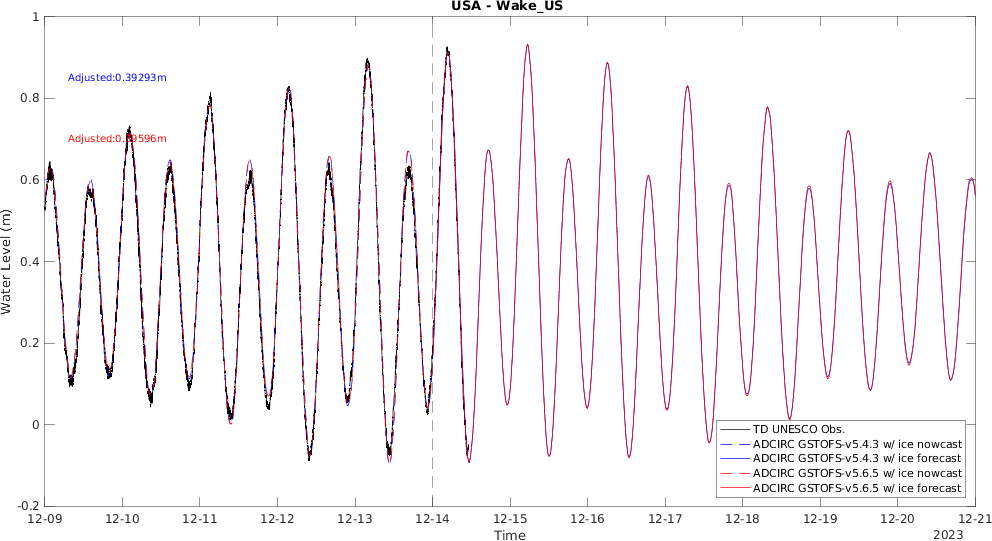 USA - Wake_US
1
0.8
0.6
0.4
0.2
0
-0.2
Water Level (m)
Adjusted:0.39293m
Adjusted:0.39596m
TD UNESCO Obs.
ADCIRC GSTOFS-v5.4.3 w/ ice nowcast
ADCIRC GSTOFS-v5.4.3 w/ ice forecast
ADCIRC GSTOFS-v5.6.5 w/ ice nowcast
ADCIRC GSTOFS-v5.6.5 w/ ice forecast
12-09 12-10 12-11 12-12 12-13 12-14 12-15 12-16 12-17 12-18 12-19 12-20 12-21
Time
2023